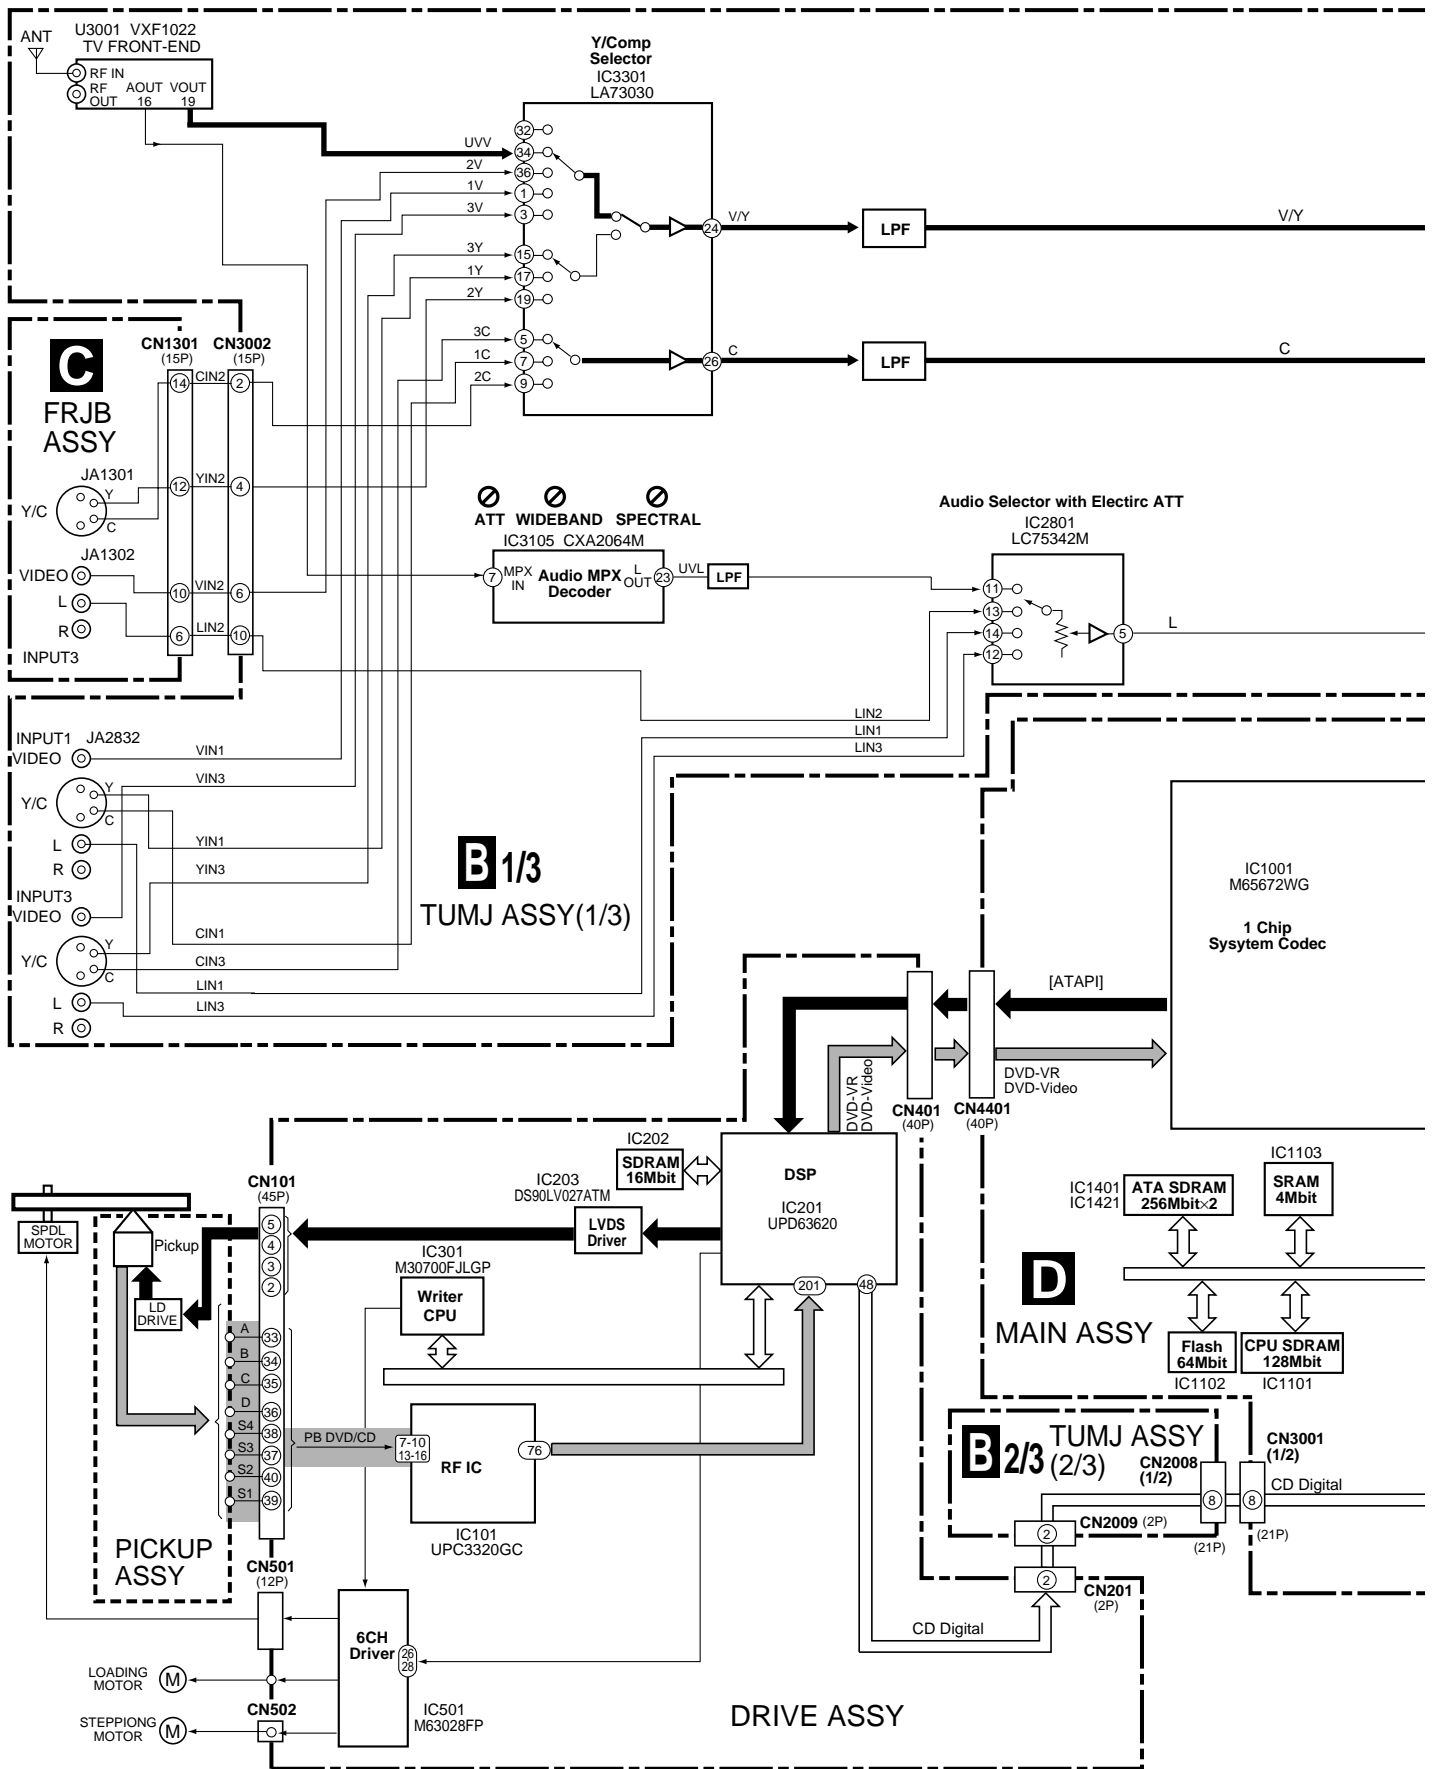 ANT
U3001 VXF1022
TV FRONT-END
RF IN
RF
OUT
AOUT VOUT
16 19
Y/Comp
Selector
IC3301
LA73030
32
UVV 34
2V 36
1V 1
3V 3
3Y 15
1Y 17
2Y 19
3C 5
1C 7
2C 9
24 V/Y
LPF
V/Y
26 C
LPF
C
C
FRJB
ASSY
CN1301
(15P)
CN3002
(15P)
14 CIN2 2
12 YIN2 4
10 VIN2 6
6 LIN2 10
JA1301
Y/C
Y
C
JA1302
VIDEO
L
R
INPUT3
ATT WIDEBAND SPECTRAL
IC3105 CXA2064M
7 MPX
IN
Audio MPX
Decoder
L
OUT
23 UVL
LPF
Audio Selector with Electirc ATT
IC2801
LC75342M
11
13
14
12
5 L
LIN2
LIN1
LIN3
INPUT1 JA2832
VIDEO
VIN1
VIN3
Y/C
Y
C
L
R
YIN1
YIN3
INPUT3
VIDEO
Y/C
Y
C
CIN1
CIN3
L
R
LIN1
LIN3
B 1/3
TUMJ ASSY(1/3)
IC1001
M65672WG
1 Chip
Sysytem Codec
[ATAPI]
DVD-VR
DVD-Video
DVD-VR
DVD-Video
CN401
(40P)
CN4401
(40P)
IC202
SDRAM
16Mbit
DSP
IC201
UPD63620
201
48
IC203
DS90LV027ATM
LVDS
Driver
CN101
(45P)
5
4
3
2
SPDL
MOTOR
Pickup
LD
DRIVE
IC301
M30700FJLGP
Writer
CPU
A 33
B 34
C 35
D 36
S4 38
S3 37
S2 40
S1 39
PB DVD/CD
7-10
13-16
RF IC
76
IC101
UPC3320GC
PICKUP
ASSY
CN501
(12P)
6CH
Driver
26
28
IC501
M63028FP
LOADING
MOTOR
M
STEPPIONG
MOTOR
M
CN502
DRIVE ASSY
IC1401
IC1421
ATA SDRAM
256Mbit×2
IC1103
SRAM
4Mbit
D
MAIN ASSY
Flash
64Mbit
IC1102
CPU SDRAM
128Mbit
IC1101
B 2/3
TUMJ ASSY
(2/3)
CN2008
(1/2)
8
(21P)
CN3001
(1/2)
8
(21P)
CD Digital
2
CN2009 (2P)
2
CN201
(2P)
CD Digital